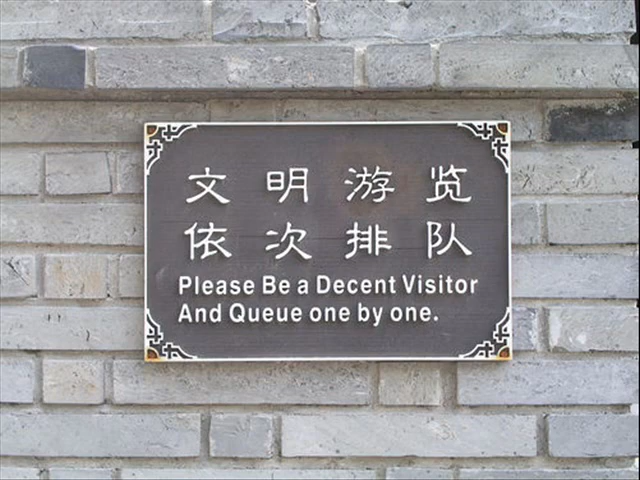 文明游览
依次排队
Please Be a Decent Visitor
And Queue one by one.